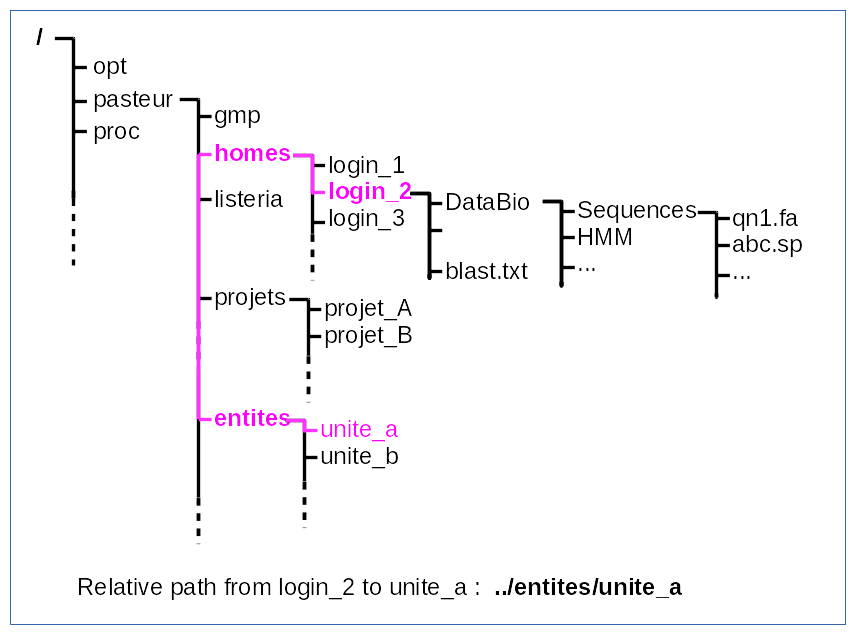 /
opt
pasteur
proc
gmp
homes
listeria
projets
entites
login_1
login_2
login_3
projet_A
projet_B
unite_a
unite_b
DataBio
blast.txt
Sequences
HMM
...
qn1.fa
abc.sp
...
Relative path from login_2 to unite_a : ../entites/unite_a